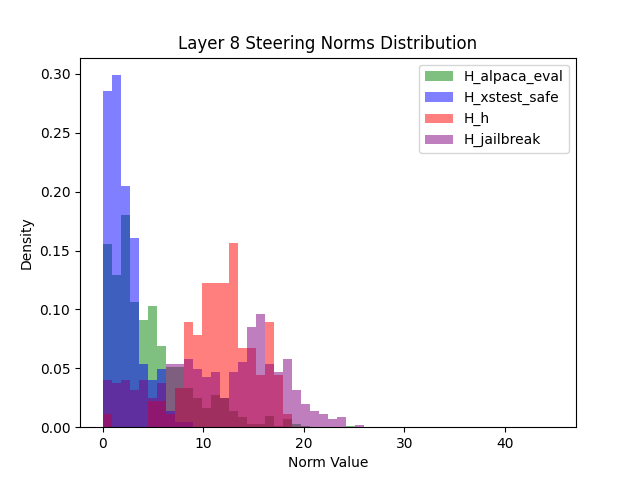 Layer 8 Steering Norms Distribution
H_alpaca_eval
H_xstest_safe
H_h
H_jailbreak
Density
0.30
0.25
0.20
0.15
0.10
0.05
0.00
0
10
20
30
40
Norm Value